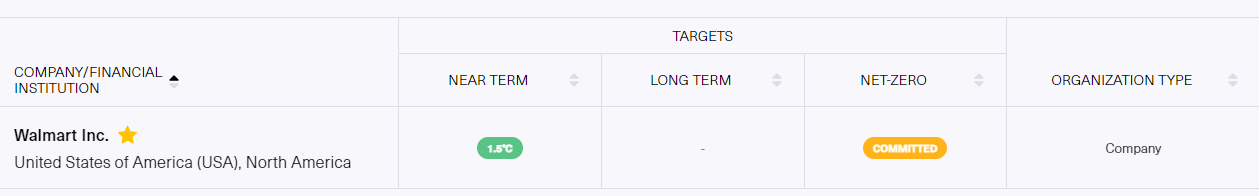 TARGETS
COMPANY/FINANCIAL
INSTITUTION
NEAR TERM
LONG TERM
NET-ZERO
ORGANIZATION TYPE
Walmart Inc.
United States of America (USA), North America
1.5°C
-
COMMITTED
Company